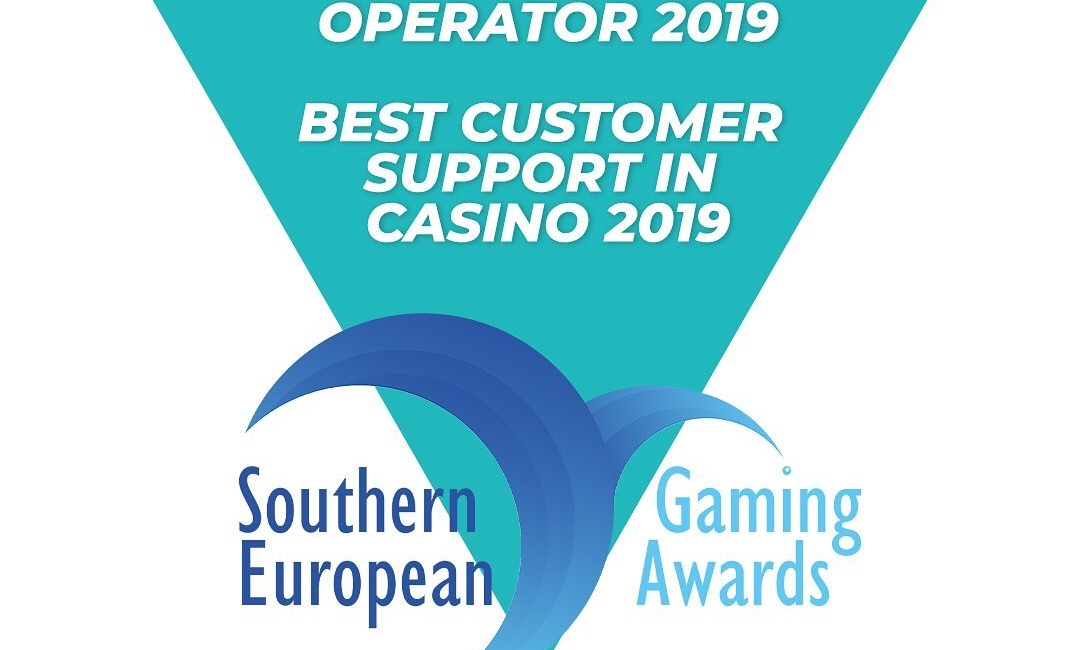 OPERATOR 2019
BEST CUSTOMER
SUPPORT IN
CASINO 2019
Southern
European
Gaming
Awards